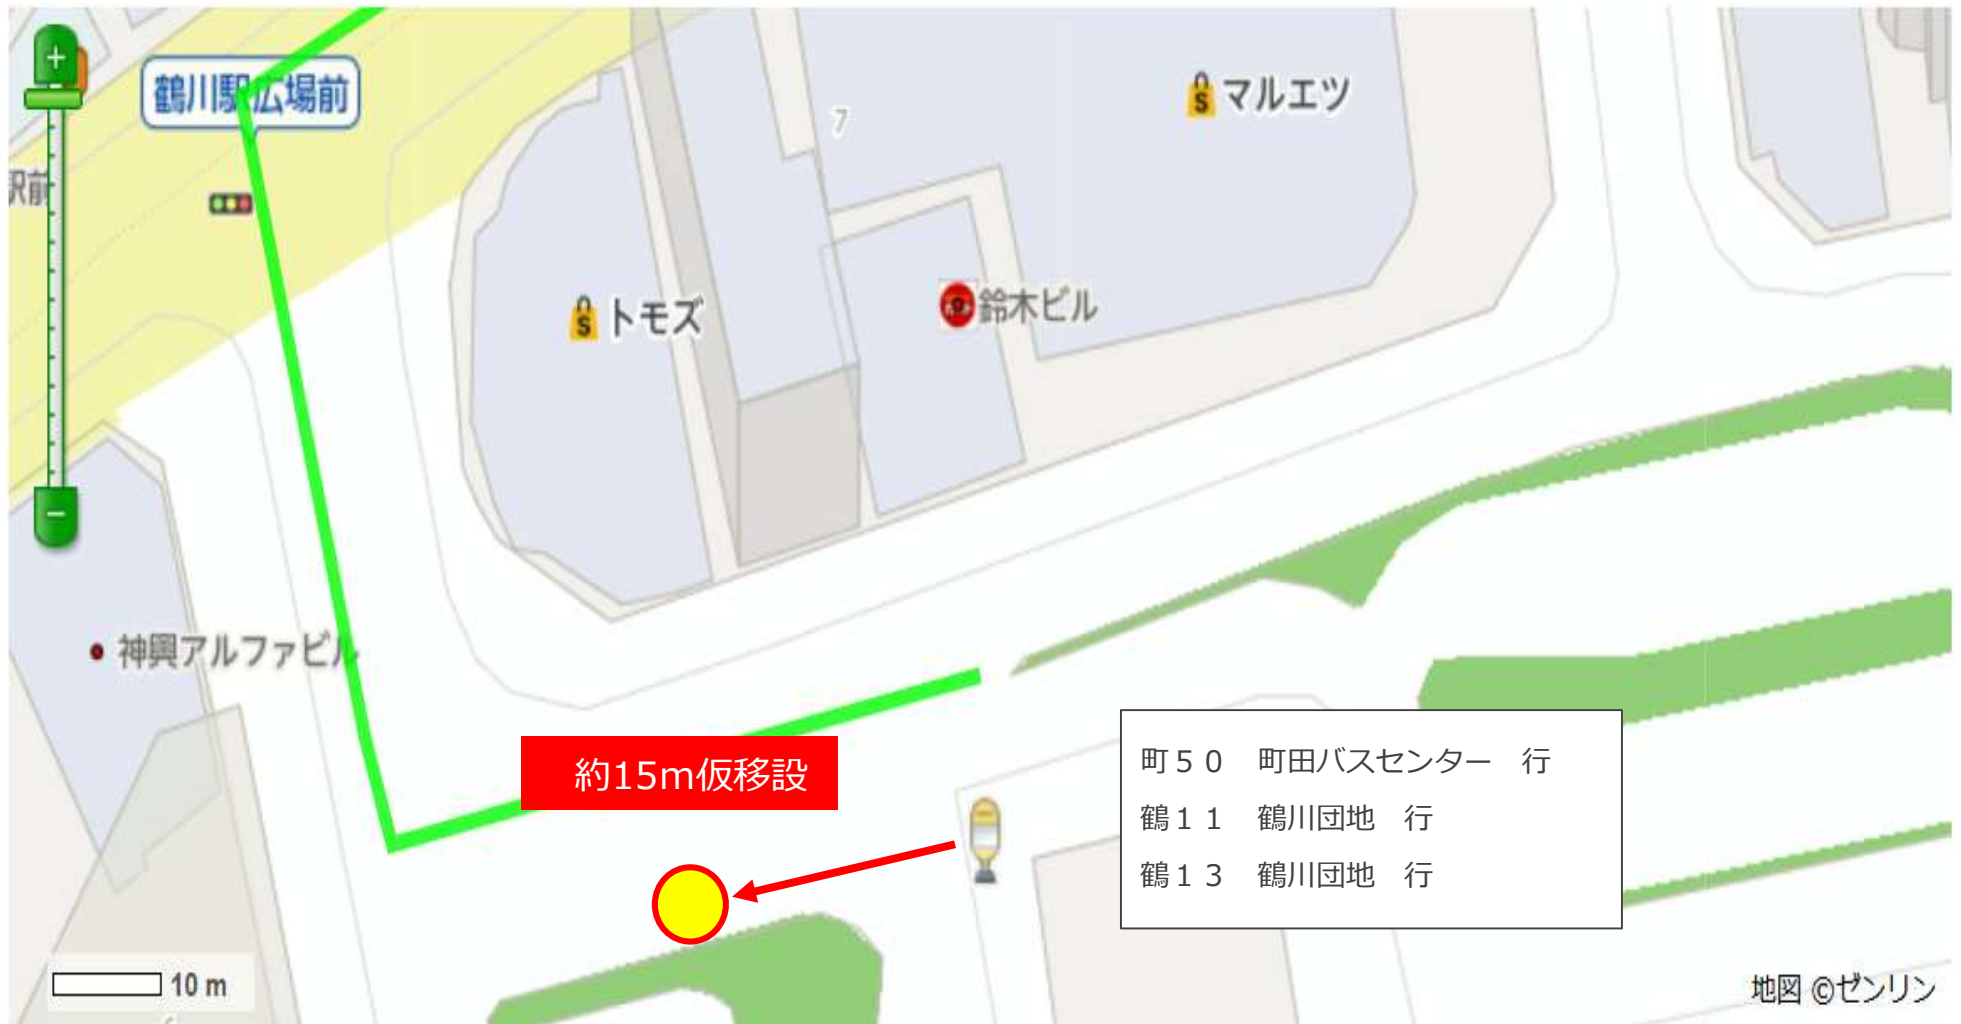 鶴川駅広場前
マルエツ
7
駅前
トモズ
鈴木ビル
神興アルファビル
約15m仮移設
町５０　町田バスセンター　行
鶴１１　鶴川団地　行
鶴１３　鶴川団地　行
10 m
地図 ©ゼンリン